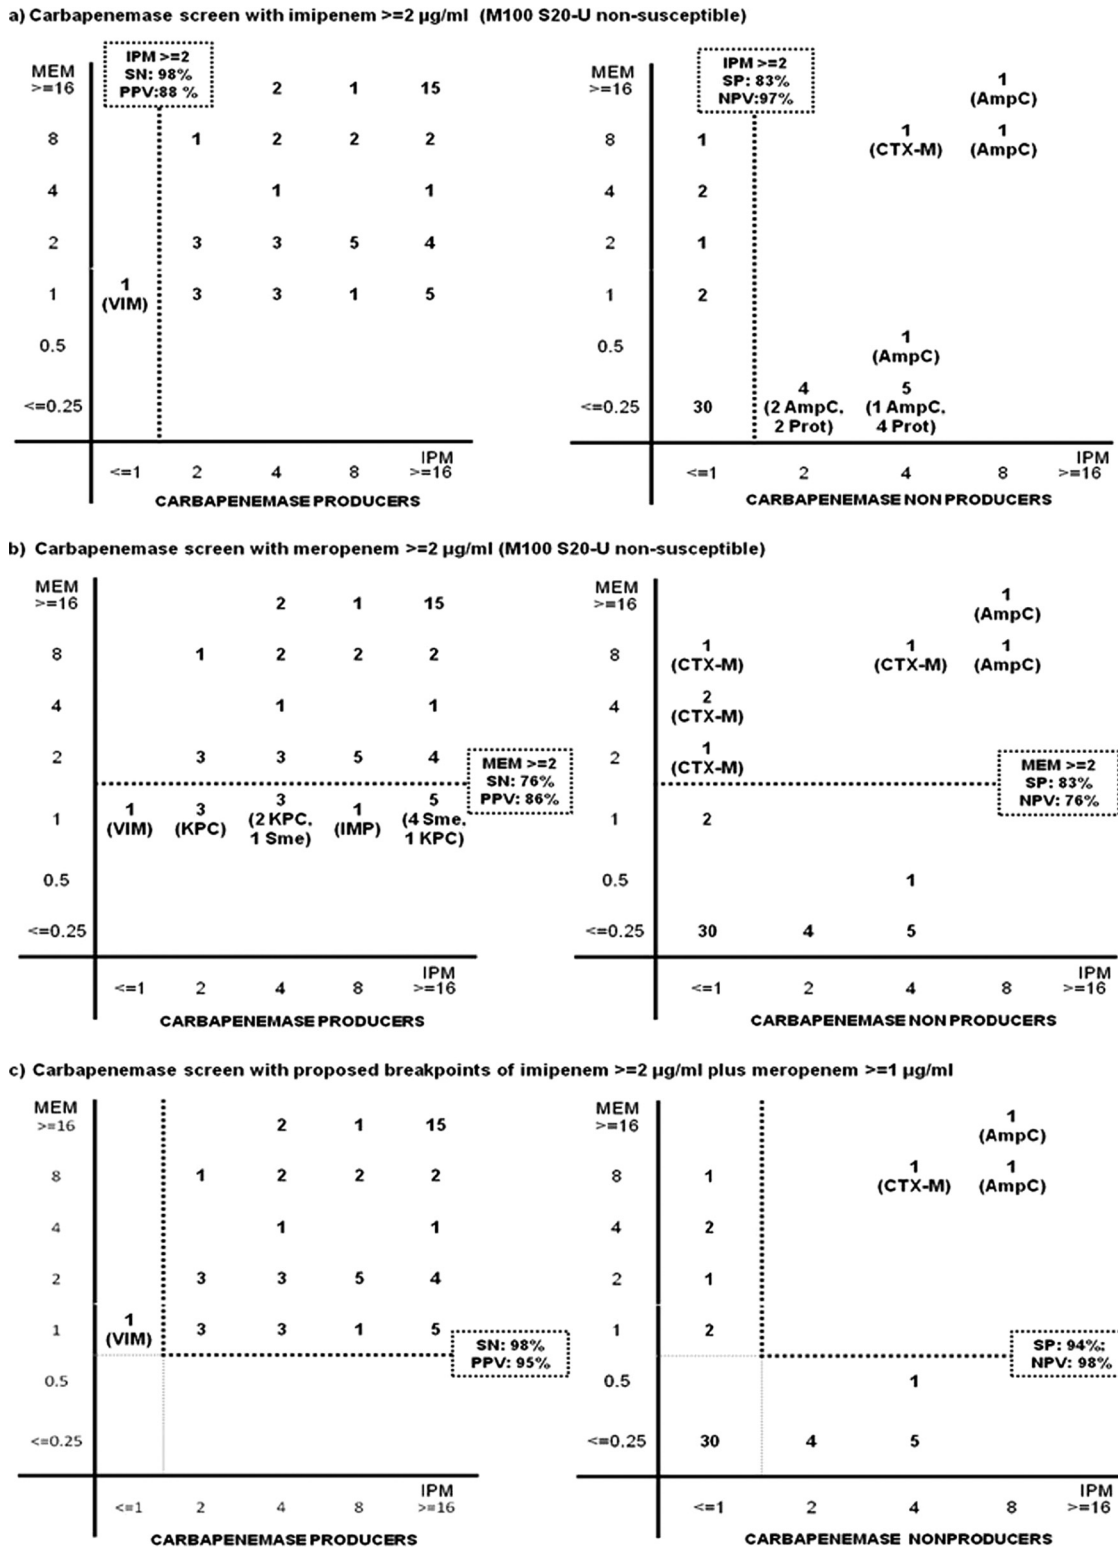 a) Carbapenemase screen with imipenem >=2 µg/ml (M100 S20-U non-susceptible)
IPM >=2
SN: 98%
PPV:88 %
MEM
>=16
2 1 15
8
1 2 2 2
4
1 1
2
3 3 5 4
1
1
(VIM)
3 3 1 5
0.5
<=0.25
<=1 2 4 8
IPM
>=16
CARBAPENEMASE PRODUCERS
IPM >=2
SP: 83%
NPV:97%
MEM
>=16
1
(AmpC)
8
1
1
(CTX-M)
1
(AmpC)
4
2
2
1
1
2
0.5
1
(AmpC)
<=0.25
30
4
(2 AmpC.
2 Prot)
5
(1 AmpC.
4 Prot)
<=1 2 4 8
IPM
>=16
CARBAPENEMASE NON PRODUCERS
b) Carbapenemase screen with meropenem >=2 µg/ml (M100 S20-U non-susceptible)
MEM
>=16
2 1 15
8
1 2 2 2
4
1 1
2
3 3 5 4
MEM >=2
SN: 76%
PPV: 86%
1
1
(VIM)
3
(KPC)
3
(2 KPC.
1 Sme)
1
(IMP)
5
(4 Sme.
1 KPC)
0.5
<=0.25
<=1 2 4 8
IPM
>=16
CARBAPENEMASE PRODUCERS
MEM
>=16
1
(AmpC)
8
1
(CTX-M)
1
(CTX-M)
1
(AmpC)
4
2
(CTX-M)
2
1
(CTX-M)
MEM >=2
SP: 83%
NPV: 76%
1
2
0.5
1
<=0.25
30 4 5
<=1 2 4 8
IPM
>=16
CARBAPENEMASE NON PRODUCERS
c) Carbapenemase screen with proposed breakpoints of imipenem >=2 µg/ml plus meropenem >=1 µg/ml
MEM
>=16
2 1 15
8
1 2 2 2
4
1 1
2
3 3 5 4
1
1
(VIM)
3 3 1 5
SN: 98%
PPV: 95%
0.5
<=0.25
<=1 2 4 8
IPM
>=16
CARBAPENEMASE PRODUCERS
MEM
>=16
1
(AmpC)
8
1
1
(CTX-M)
1
(AmpC)
4
2
2
1
1
2
SP: 94%:
NPV: 98%
0.5
1
<=0.25
30 4 5
<=1 2 4 8
IPM
>=16
CARBAPENEMASE NONPRODUCERS